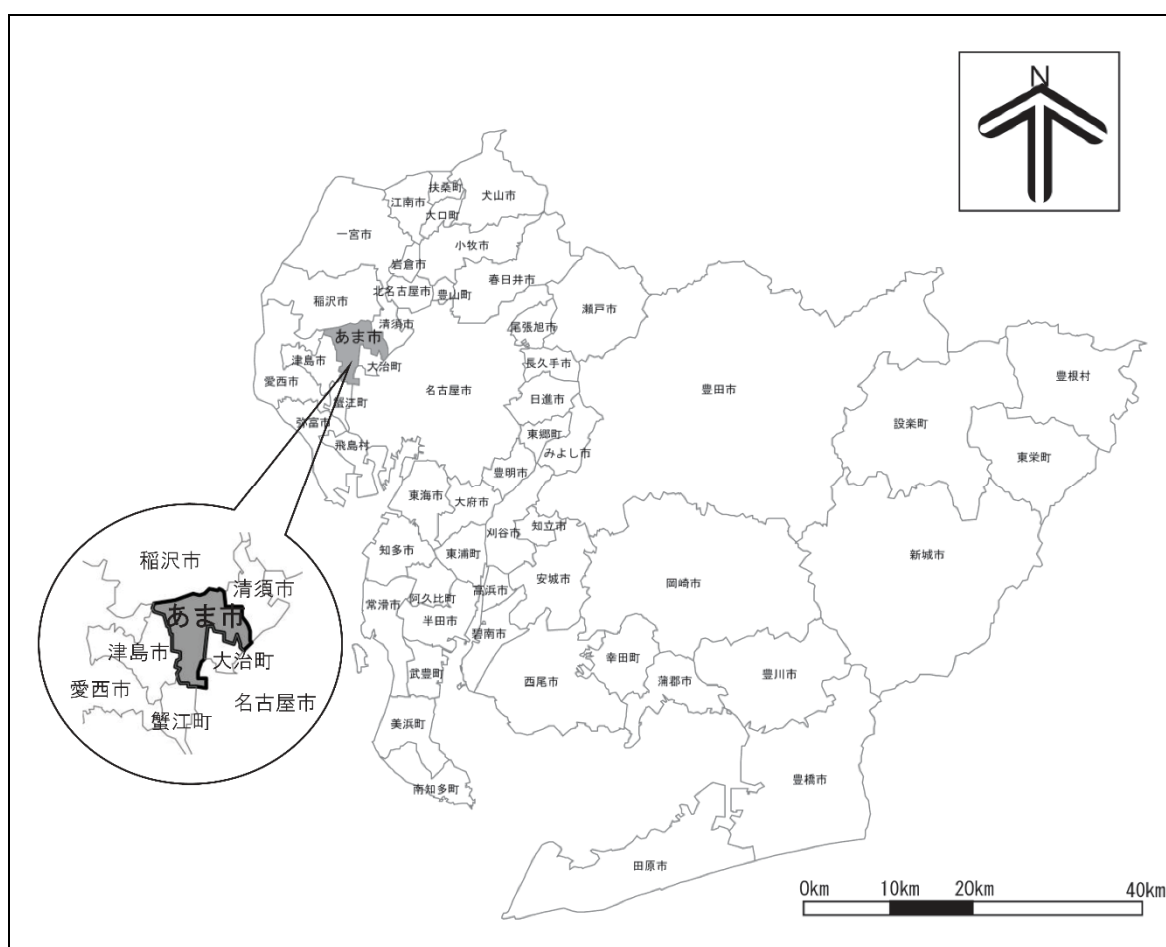 N
扶桑町
犬山市
江南市
大口町
一宮市
小牧市
岩倉市
春日井市
北名古屋市
豊山町
稲沢市
瀬戸市
清須市
尾張旭市
あま市
津島市
大治町
長久手市
愛西市
名古屋市
豊田市
豊根村
日進市
蟹江町
弥富市
設楽町
東郷町
飛島村
みよし市
東栄町
豊明市
東海市
大府市
知立市
刈谷市
知多市
東浦町
新城市
安城市
岡崎市
高浜市
阿久比町
常滑市
半田市
碧南市
幸田町
武豊町
豊川市
西尾市
蒲郡市
美浜町
豊橋市
南知多町
田原市
稲沢市
清須市
あま市
津島市
大治町
愛西市
名古屋市
蟹江町
0km 10km 20km 40km